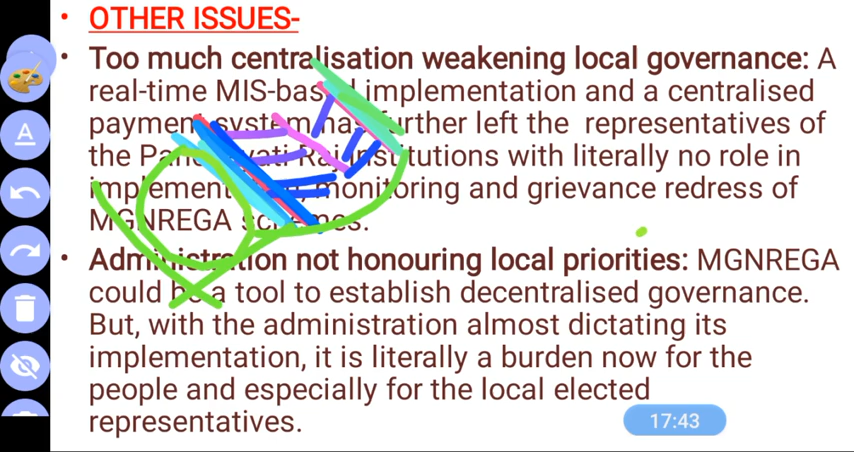 • OTHER ISSUES-
• Too much centralisation weakening local governance: A
real-time MIS-based implementation and a centralised
payment system has further left the representatives of
the Panchayati Raj Institutions with literally no role in
implementation, monitoring and grievance redress of
MGNREGA schemes.
• Administration not honouring local priorities: MGNREGA
could be a tool to establish decentralised governance.
But, with the administration almost dictating its
implementation, it is literally a burden now for the
people and especially for the local elected
representatives.
A
17:43